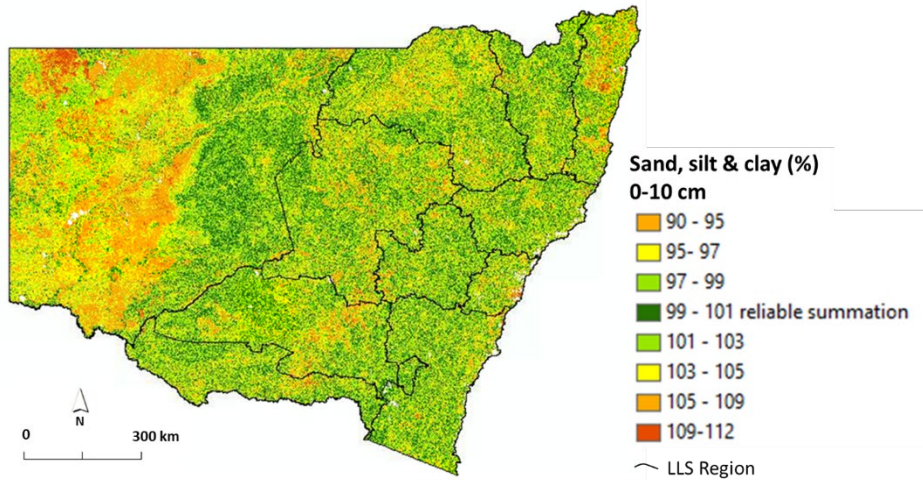 Sand, silt & clay (%)
0-10 cm
90 - 95
95- 97
97 - 99
99 - 101 reliable summation
101 - 103
103 - 105
105 - 109
109-112
LLS Region
N
0 300 km